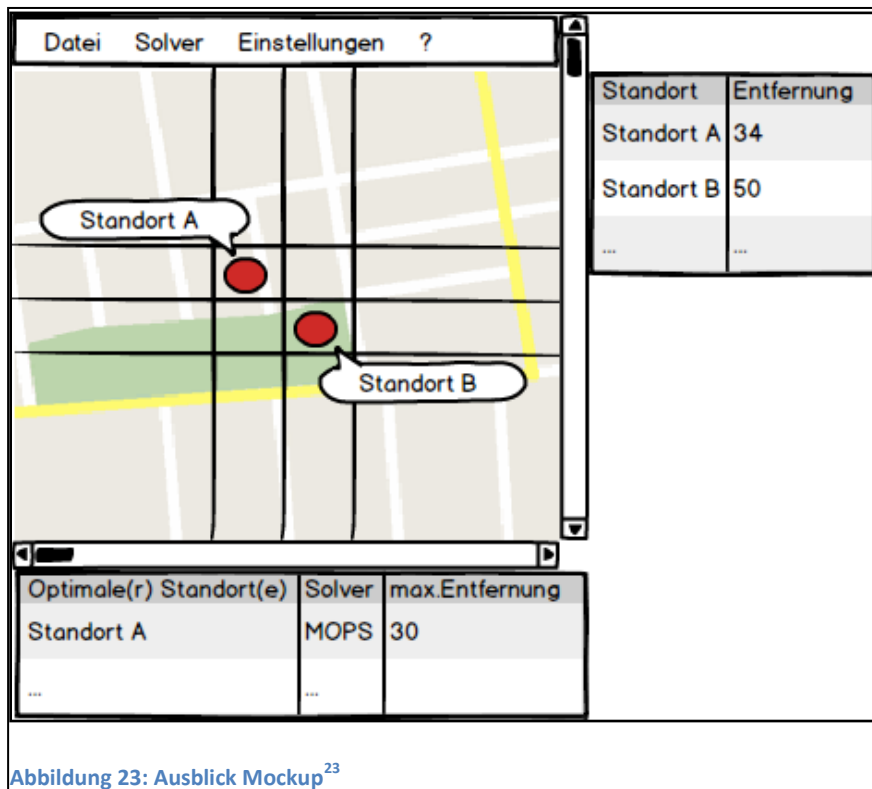 Datei Solver Einstellungen ?
Standort Entfernung
Standort A 34
Standort B 50
... ...
Standort A
Standort B
Optimale(r) Standort(e) Solver max.Entfernung
Standort A MOPS 30
... ...
Abbildung 23: Ausblick Mockup23